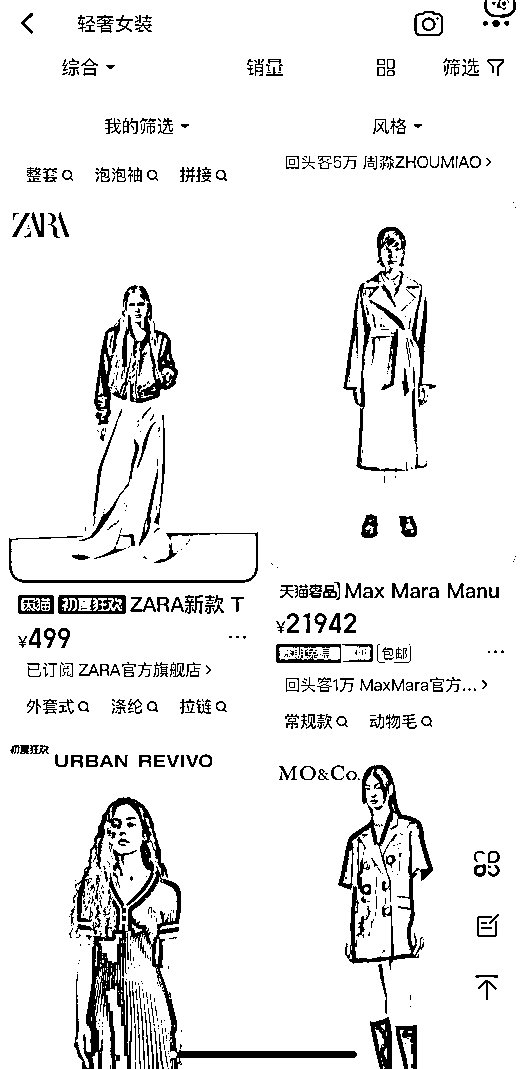 轻奢女装
综合
销量
筛选
我的筛选
风格
整套
泡泡袖
拼接
回头客5万 周淼ZHOUMIAO>
ZARA
天猫 初夏狂欢 ZARA新款 T
¥499
已订阅 ZARA官方旗舰店>
外套式
涤纶
拉链
天猫奢品 Max Mara Manu
¥21942
包邮
回头客1万 MaxMara官方...>
常规款
动物毛
初夏狂欢
URBAN REVIVO
MO&Co.